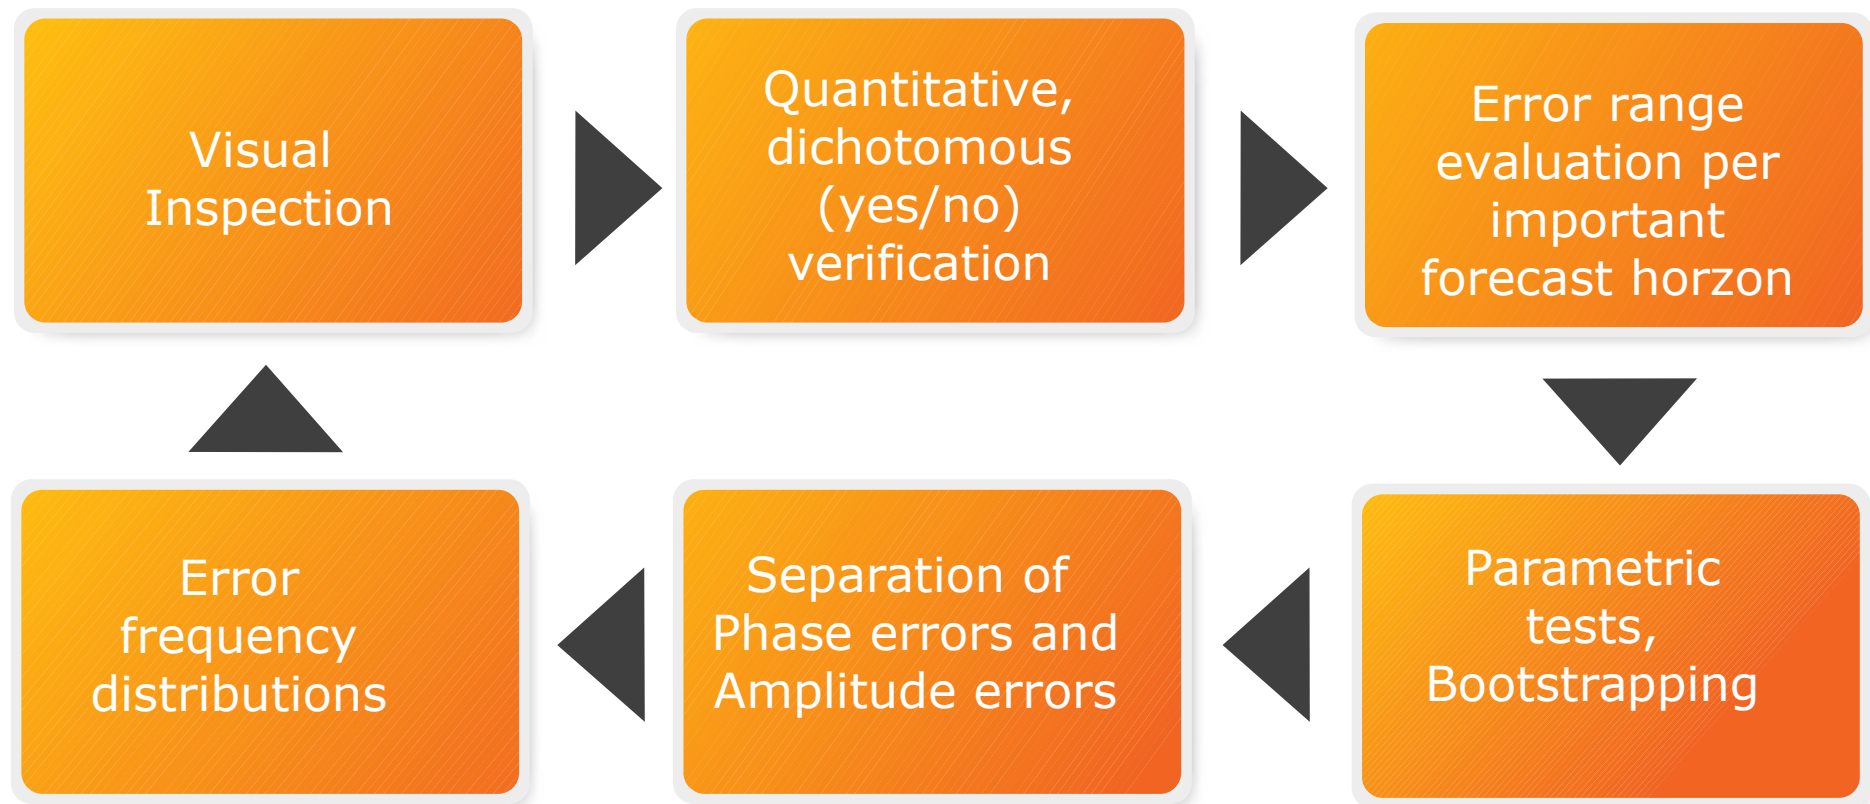 Visual
Inspection
Quantitative,
dichotomous
(yes/no)
verification
Error range
evaluation per
important
forecast horzon
Parametric
tests,
Bootstrapping
Separation of
Phase errors and
Amplitude errors
Error
frequency
distributions